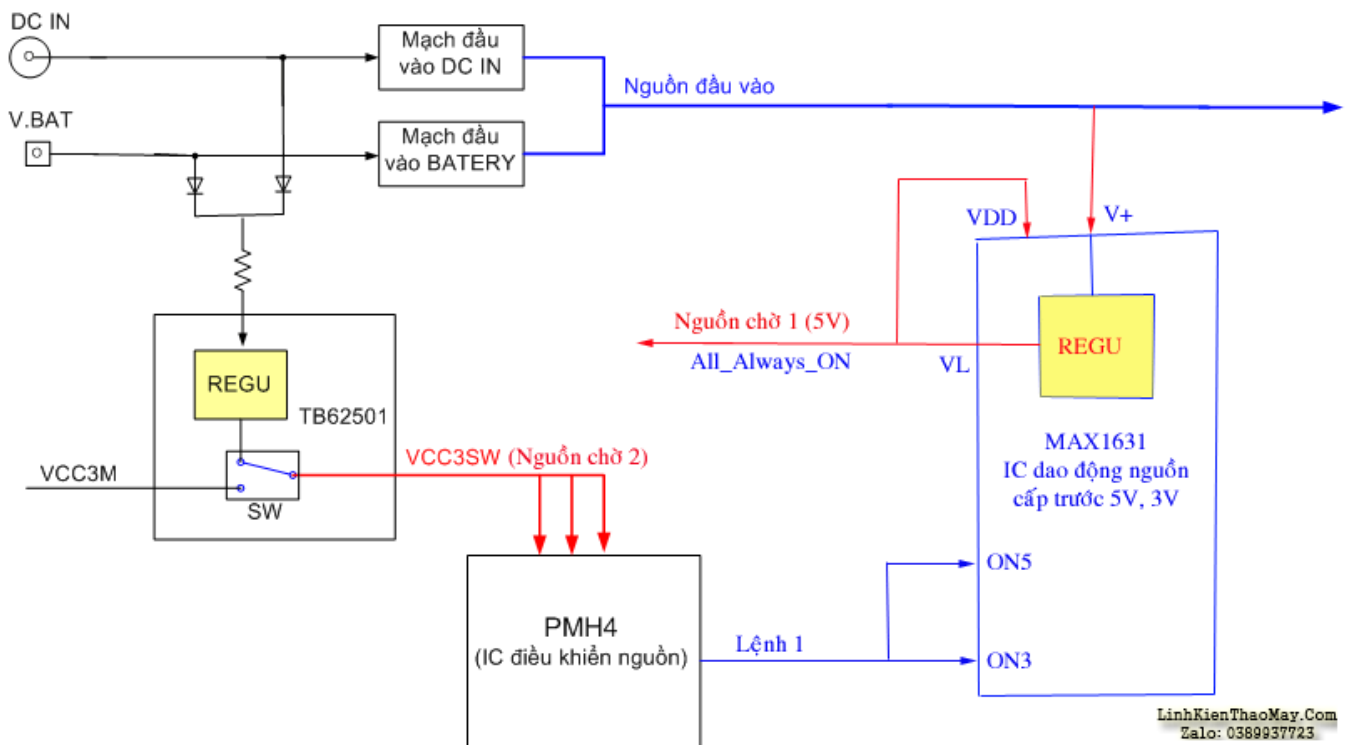 DC IN
Mạch đầu
vào DC IN
Nguồn đầu vào
V.BAT
Mạch đầu
vào BATERY
VDD
V+
Nguồn chờ 1 (5V)
All_Always_ON
VL
REGU
REGU
TB62501
MAX1631
IC dao động nguồn
cấp trước 5V, 3V
VCC3M
VCC3SW (Nguồn chờ 2)
SW
ON5
PMH4
(IC điều khiển nguồn)
Lệnh 1
ON3
LinhKienThaoMay.Com
Zalo: 0389937723